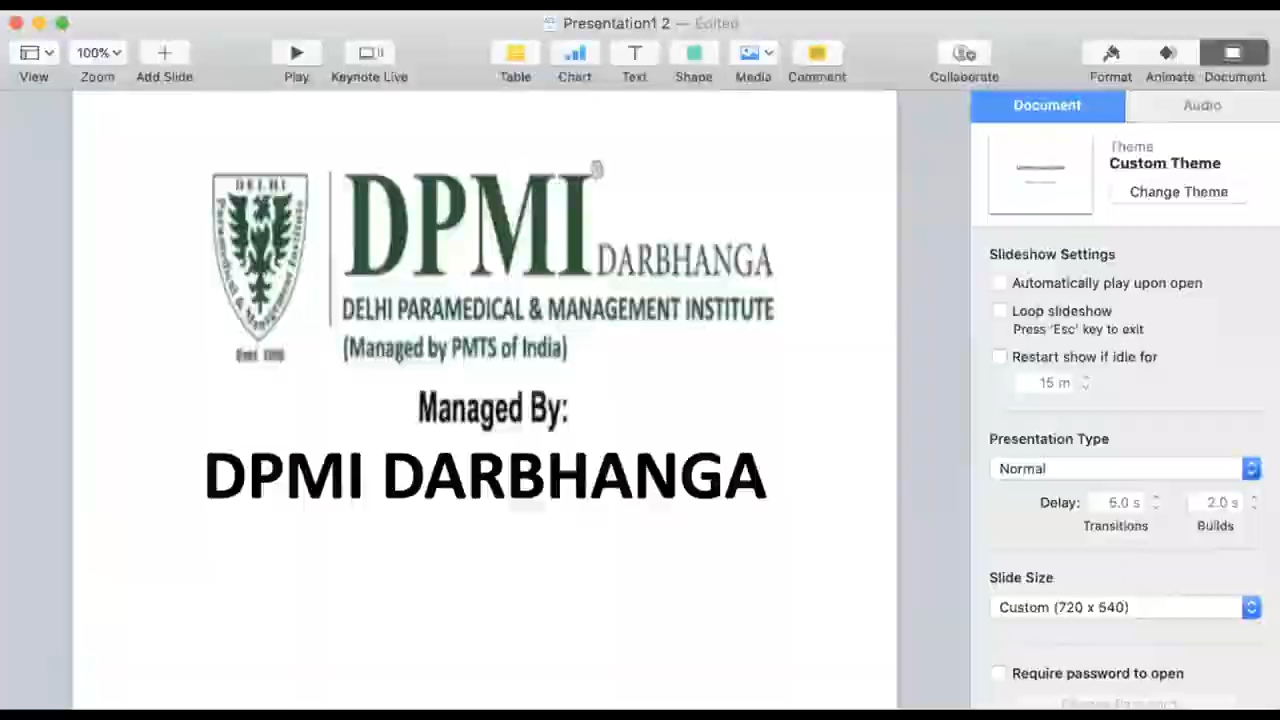 Presentation1 2 — Edited
100%
View
Zoom
Add Slide
Play
Keynote Live
Table
Chart
Text
Shape
Media
Comment
Collaborate
Format
Animate
Document
Document
Audio
Theme
Custom Theme
Change Theme
Slideshow Settings
Automatically play upon open
Loop slideshow
Press 'Esc' key to exit
Restart show if idle for
15 m
Presentation Type
Normal
Delay: 5.0 s 2.0 s
Transitions Builds
Slide Size
Custom (720 x 540)
Require password to open
DELHI
Paramedical & Management Institute
DPMI® DARBHANGA
DELHI PARAMEDICAL & MANAGEMENT INSTITUTE
(Managed by PMTS of India)
Managed By:
DPMI DARBHANGA